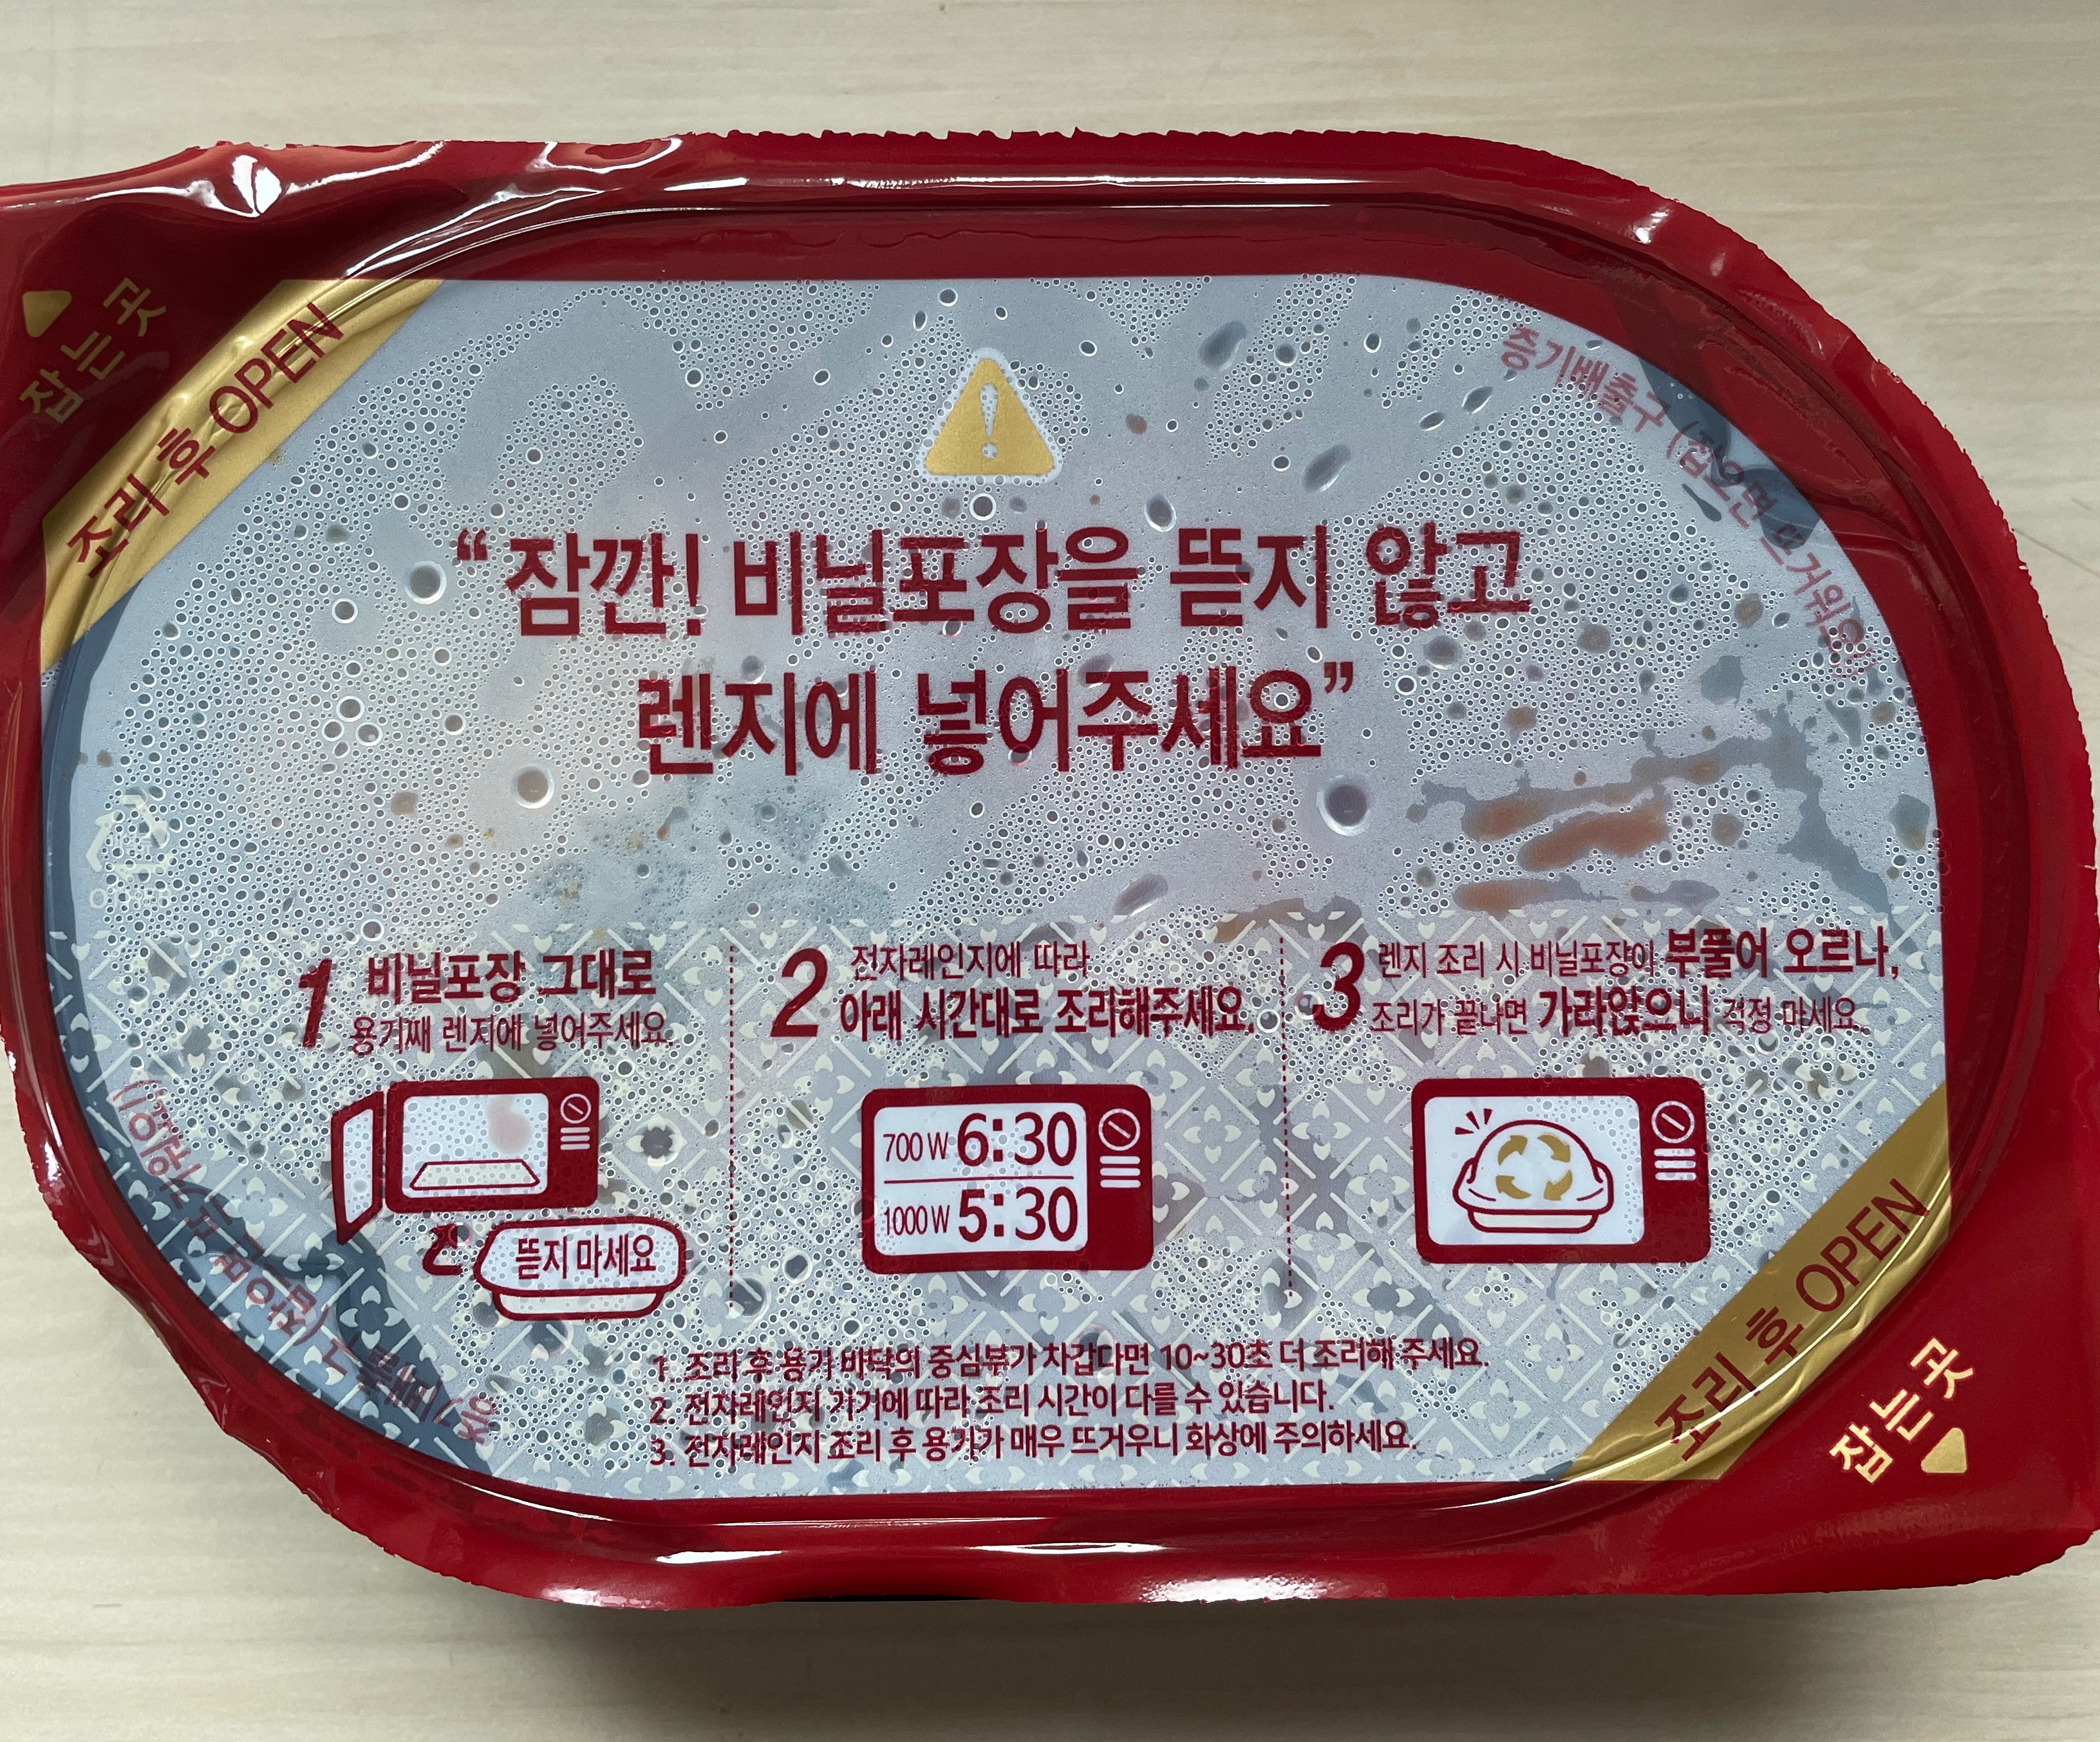 잡는곳
조리 후 OPEN
증기배출구 (잡으면 뜨거워요!)
“잠깐! 비닐포장을 뜯지 않고
렌지에 넣어주세요”
1 비닐포장 그대로
용기째 렌지에 넣어주세요.
뜯지 마세요
2 전자레인지에 따라
아래 시간대로 조리해주세요.
700W 6:30
1000W 5:30
3 렌지 조리 시 비닐포장이 부풀어 오르나,
조리가 끝나면 가라앉으니 걱정 마세요.
1. 조리 후 용기 바닥의 중심부가 차갑다면 10~30초 더 조리해 주세요.
2. 전자레인지 기기에 따라 조리 시간이 다를 수 있습니다.
3. 전자레인지 조리 후 용기가 매우 뜨거우니 화상에 주의하세요.
조리 후 OPEN
잡는곳